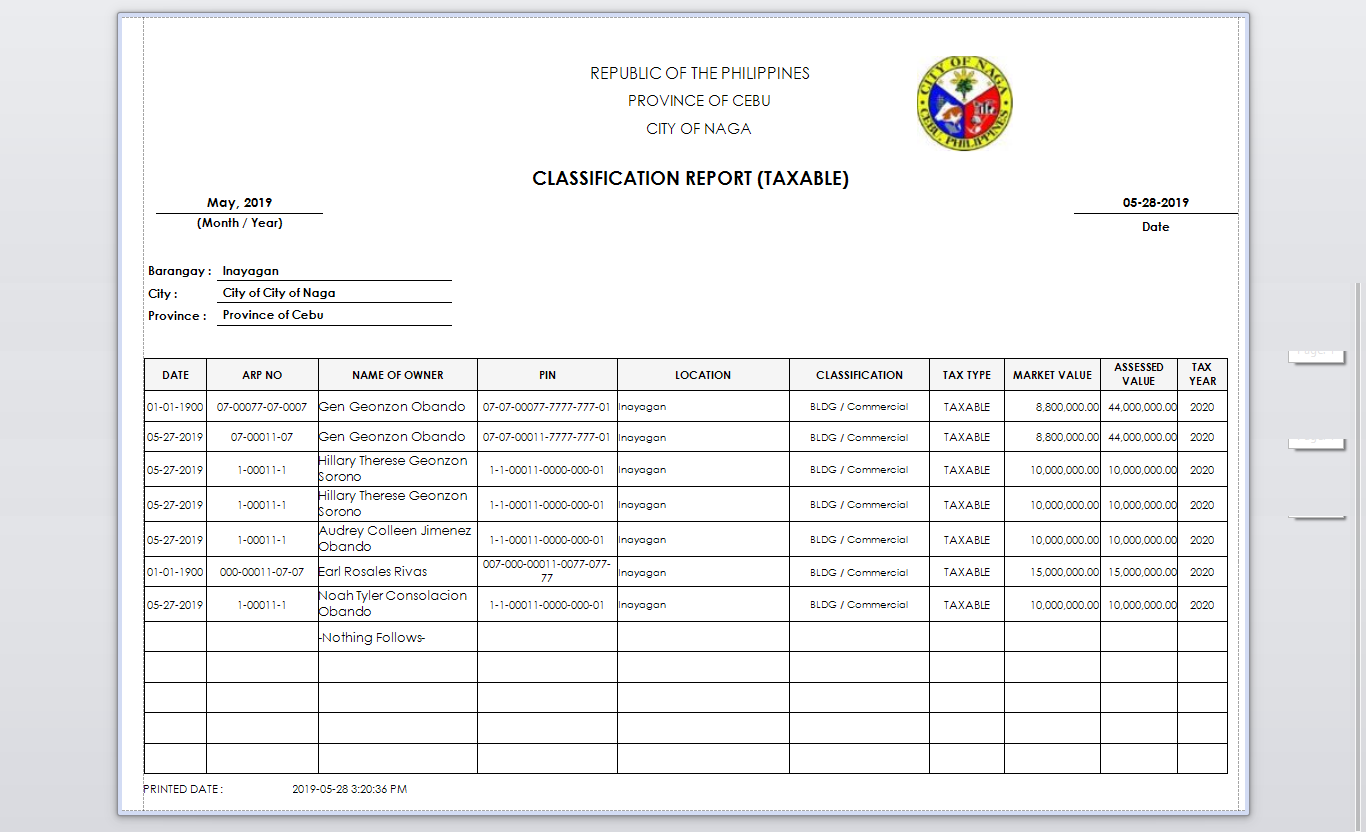 REPUBLIC OF THE PHILIPPINES
PROVINCE OF CEBU
CITY OF NAGA
CITY OF NAGA
CEBU, PHILIPPINES
CLASSIFICATION REPORT (TAXABLE)
May, 2019
(Month / Year)
05-28-2019
Date
Barangay : Inayagan
City : City of City of Naga
Province : Province of Cebu
DATE ARP NO NAME OF OWNER PIN LOCATION CLASSIFICATION TAX TYPE MARKET VALUE ASSESSED VALUE TAX YEAR
01-01-1900 07-00077-07-0007 Gen Geonzon Obando 07-07-00077-7777-777-01 Inayagan BLDG / Commercial TAXABLE 8,800,000.00 44,000,000.00 2020
05-27-2019 07-00011-07 Gen Geonzon Obando 07-07-00011-7777-777-01 Inayagan BLDG / Commercial TAXABLE 8,800,000.00 44,000,000.00 2020
05-27-2019 1-00011-1 Hillary Therese Geonzon Sorono 1-1-00011-0000-000-01 Inayagan BLDG / Commercial TAXABLE 10,000,000.00 10,000,000.00 2020
05-27-2019 1-00011-1 Hillary Therese Geonzon Sorono 1-1-00011-0000-000-01 Inayagan BLDG / Commercial TAXABLE 10,000,000.00 10,000,000.00 2020
05-27-2019 1-00011-1 Audrey Colleen Jimenez Obando 1-1-00011-0000-000-01 Inayagan BLDG / Commercial TAXABLE 10,000,000.00 10,000,000.00 2020
01-01-1900 000-00011-07-07 Earl Rosales Rivas 007-000-00011-0077-077-77 Inayagan BLDG / Commercial TAXABLE 15,000,000.00 15,000,000.00 2020
05-27-2019 1-00011-1 Noah Tyler Consolacion Obando 1-1-00011-0000-000-01 Inayagan BLDG / Commercial TAXABLE 10,000,000.00 10,000,000.00 2020
-Nothing Follows-
PRINTED DATE : 2019-05-28 3:20:36 PM